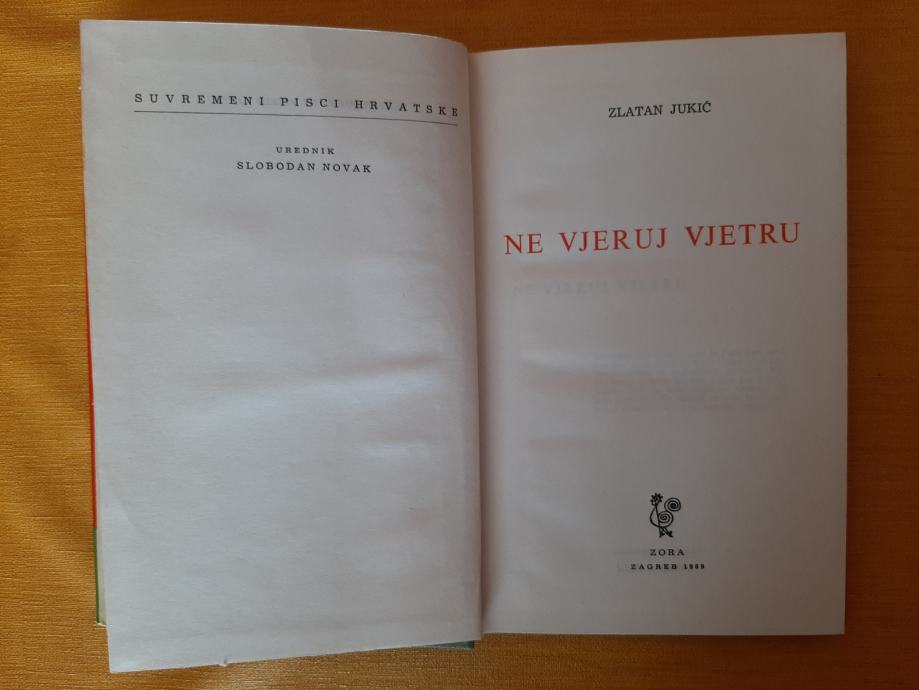 SUVREMENI PISCI HRVATSKE
UREDNIK
SLOBODAN NOVAK
ZLATAN JUKIĆ
NE VJERUJ VJETRU
ZORA
ZAGREB 1969